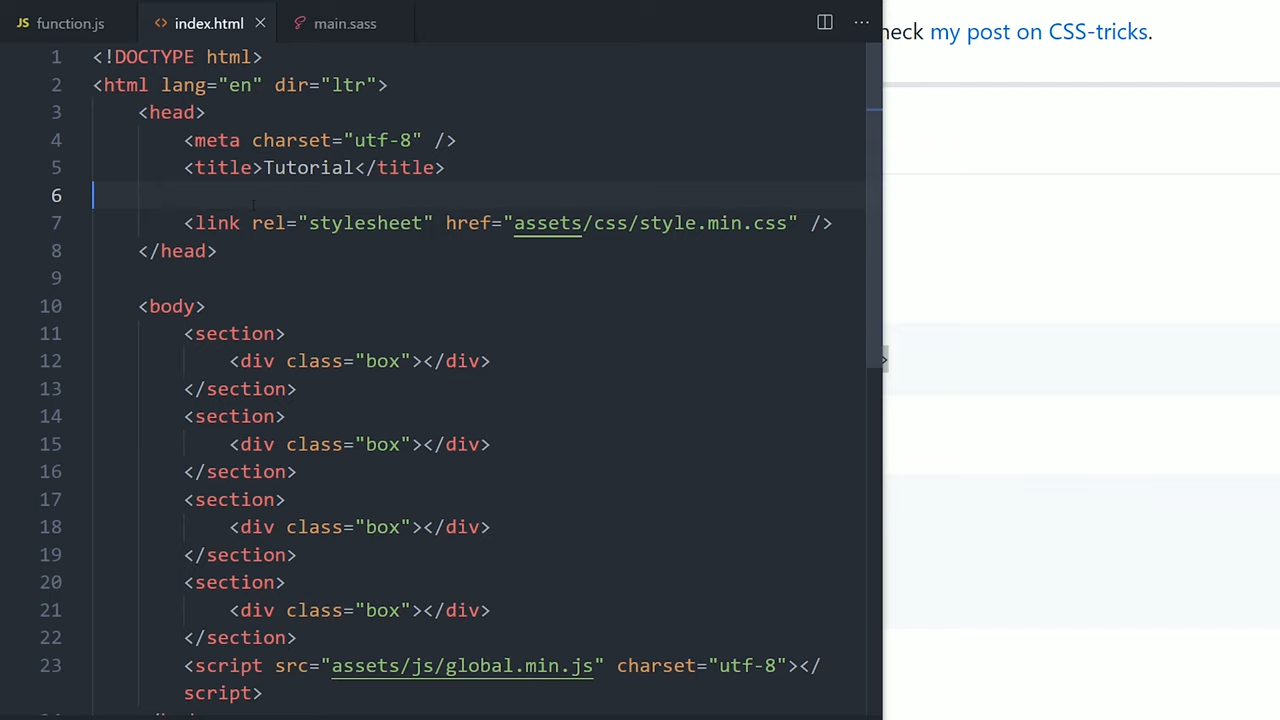 JS function.js <> index.html main.sass
heck my post on CSS-tricks.
1 <!DOCTYPE html>
2 <html lang="en" dir="ltr">
3 <head>
4 <meta charset="utf-8" />
5 <title>Tutorial</title>
6
7 <link rel="stylesheet" href="assets/css/style.min.css" />
8 </head>
9
10 <body>
11 <section>
12 <div class="box"></div>
13 </section>
14 <section>
15 <div class="box"></div>
16 </section>
17 <section>
18 <div class="box"></div>
19 </section>
20 <section>
21 <div class="box"></div>
22 </section>
23 <script src="assets/js/global.min.js" charset="utf-8"></
script>